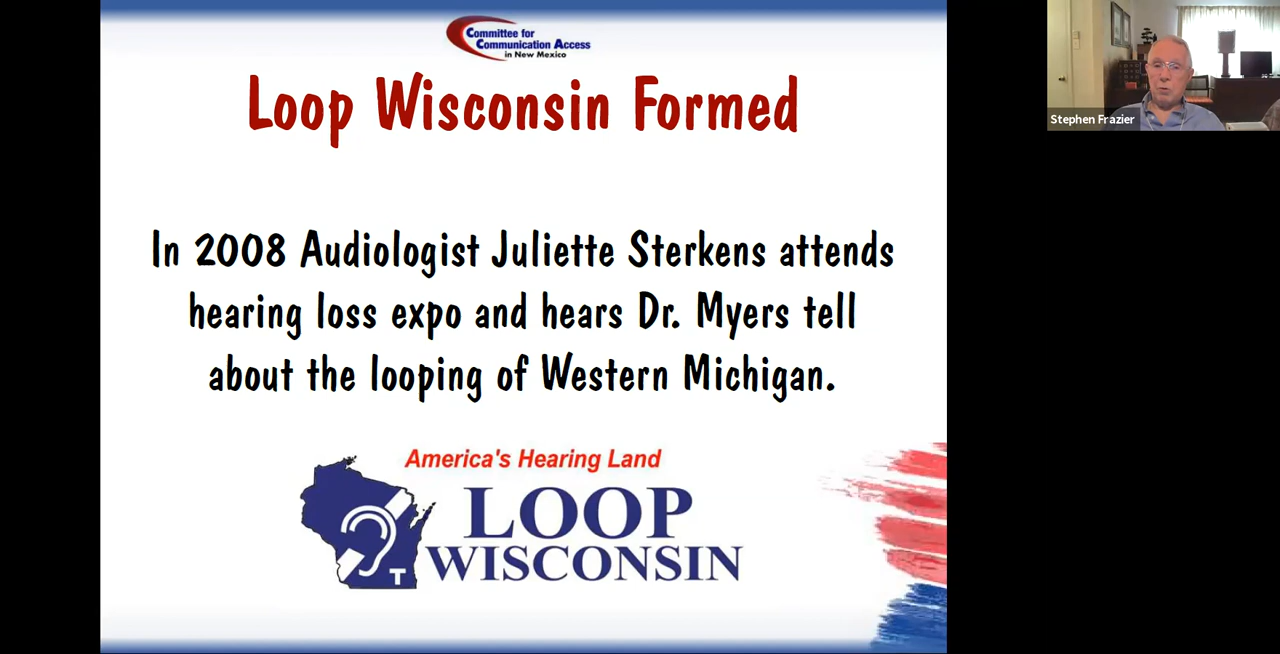 Committee for
Communication Access
in New Mexico
Loop Wisconsin Formed
In 2008 Audiologist Juliette Sterkens attends
hearing loss expo and hears Dr. Myers tell
about the looping of Western Michigan.
America's Hearing Land
LOOP
WISCONSIN
T
Stephen Frazier